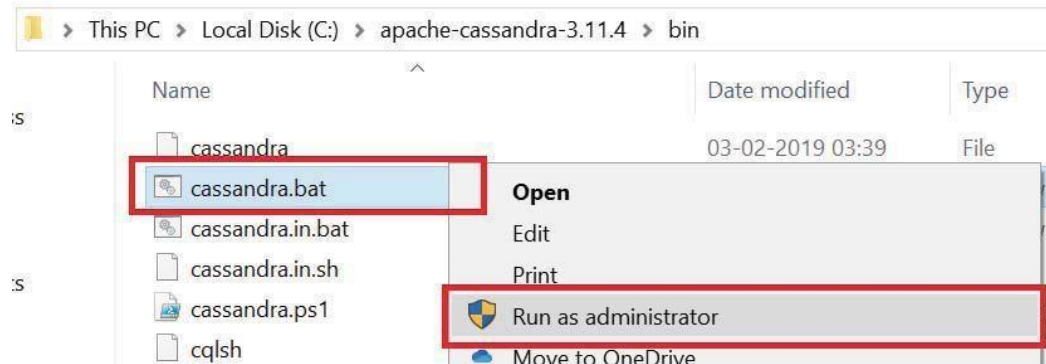 This PC > Local Disk (C:) > apache-cassandra-3.11.4 > bin
Name Date modified Type
cassandra 03-02-2019 03:39 File
cassandra.bat Open
cassandra.in.bat Edit
cassandra.in.sh Print
cassandra.ps1 Run as administrator
cqlsh Move to OneDrive